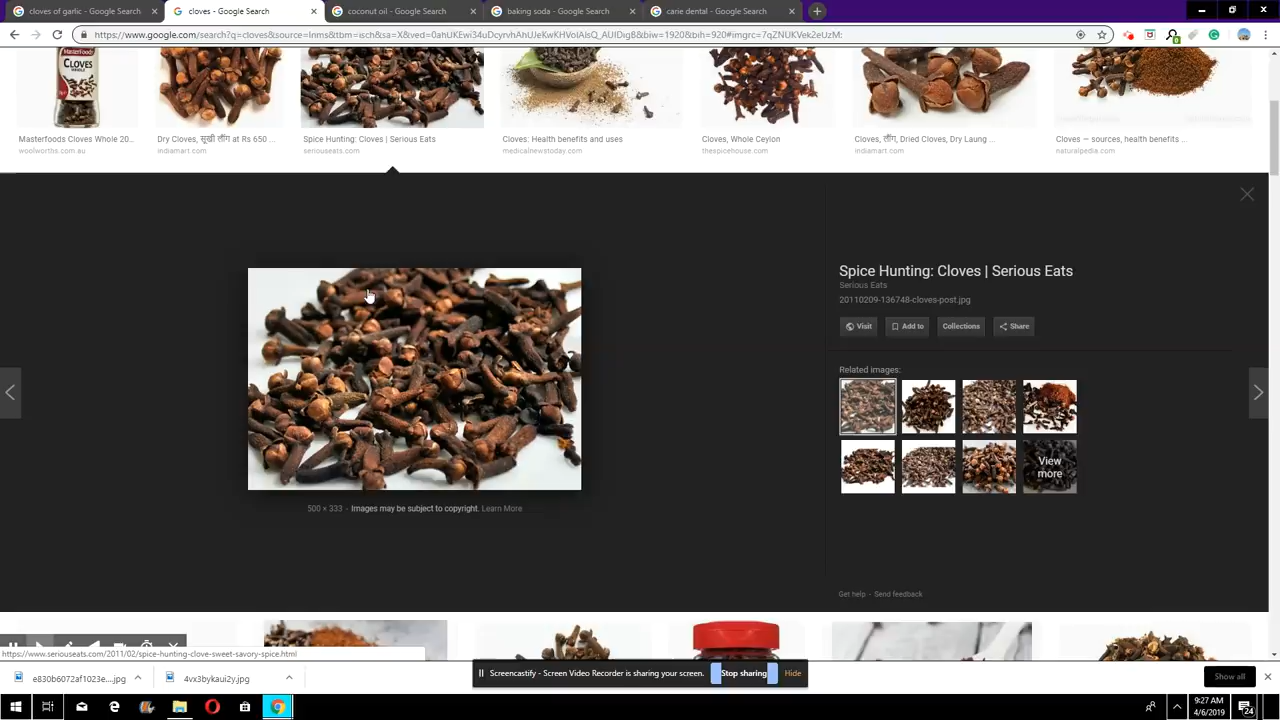 cloves of garlic - Google Search
cloves - Google Search
coconut oil - Google Search
baking soda - Google Search
carie dental - Google Search
https://www.google.com/search?q=cloves&source=lnms&tbm=isch&sa=X&ved=0ahUKEwi34uDcyrvhAhUJeKwKHVoIAlsQ_AUIDigB&biw=1920&bih=920#imgrc=7qZNUKVek2eUzM:
MasterFoods
CLOVES
WHOLE
Masterfoods Cloves Whole 20...
woolworths.com.au
Dry Cloves, सूखी लौंग at Rs 650 ...
indiamart.com
Spice Hunting: Cloves | Serious Eats
seriouseats.com
Cloves: Health benefits and uses
medicalnewstoday.com
Cloves, Whole Ceylon
thespicehouse.com
Cloves, लौंग, Dried Cloves, Dry Laung ...
indiamart.com
Cloves — sources, health benefits ...
naturalpedia.com
Spice Hunting: Cloves | Serious Eats
Serious Eats
20110209-136748-cloves-post.jpg
Visit
Add to
Collections
Share
Related images:
View
more
500 × 333 - Images may be subject to copyright. Learn More
Get help - Send feedback
https://www.seriouseats.com/2011/02/spice-hunting-clove-sweet-savory-spice.html
e830b6072af1023e....jpg
4vx3bykaui2y.jpg
Screencastify - Screen Video Recorder is sharing your screen.
Stop sharing
Hide
Show all
9:27 AM
4/6/2019
24